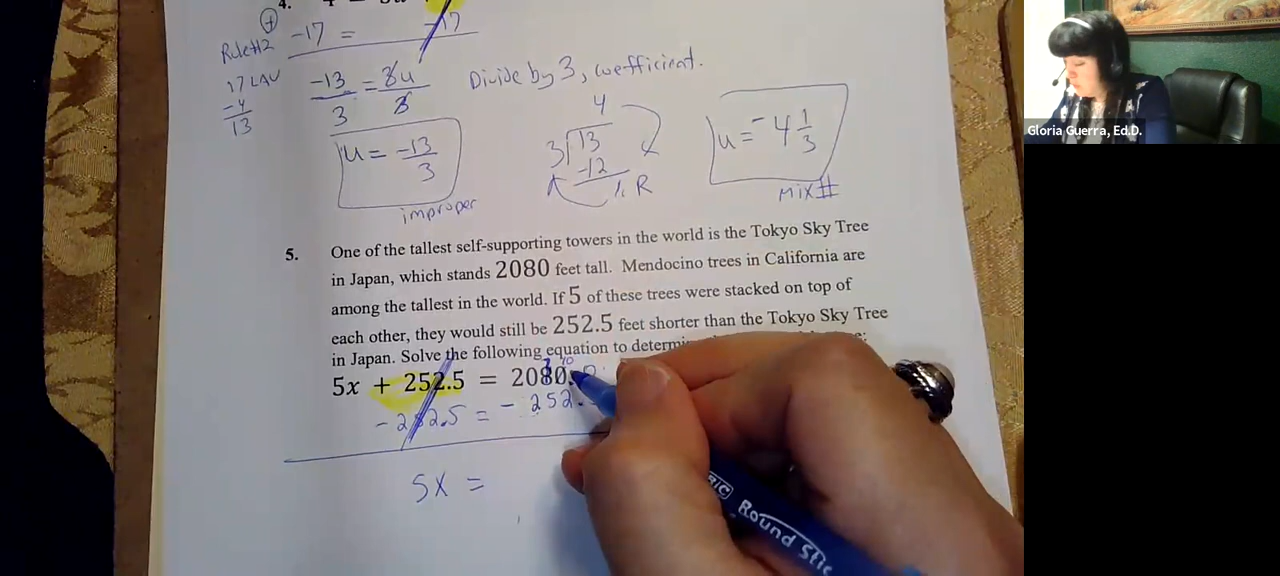 4.
Rule#2 -17 = -17
17 LAV
-4
13
-13/3 = 3u/3 Divide by 3, coefficient.
u = -13/3
improper
4
3 13
-12
1 R
u = -4 1/3
Mix #
Gloria Guerra, Ed.D.
5. One of the tallest self-supporting towers in the world is the Tokyo Sky Tree
in Japan, which stands 2080 feet tall. Mendocino trees in California are
among the tallest in the world. If 5 of these trees were stacked on top of
each other, they would still be 252.5 feet shorter than the Tokyo Sky Tree
in Japan. Solve the following equation to
5x + 252.5 = 2080.
- 252.5 = - 252.
5x =
BIC Round Stic